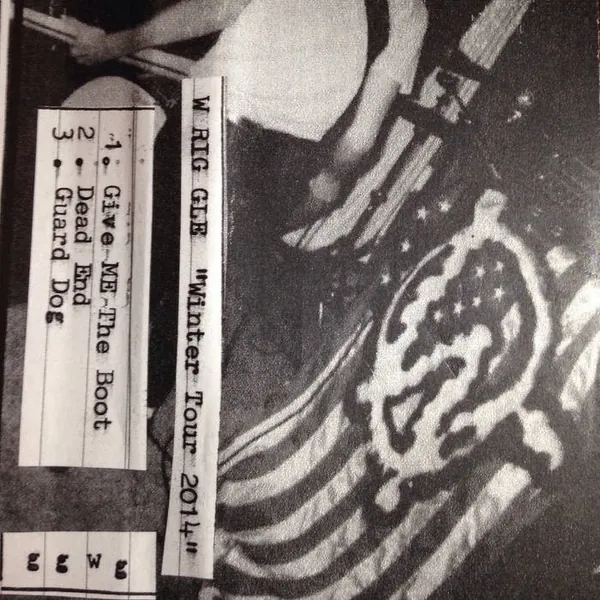 W RIG GLE "Winter Tour 2014"
1. Give ME The Boot
2. Dead End
3. Guard Dog
g g w g